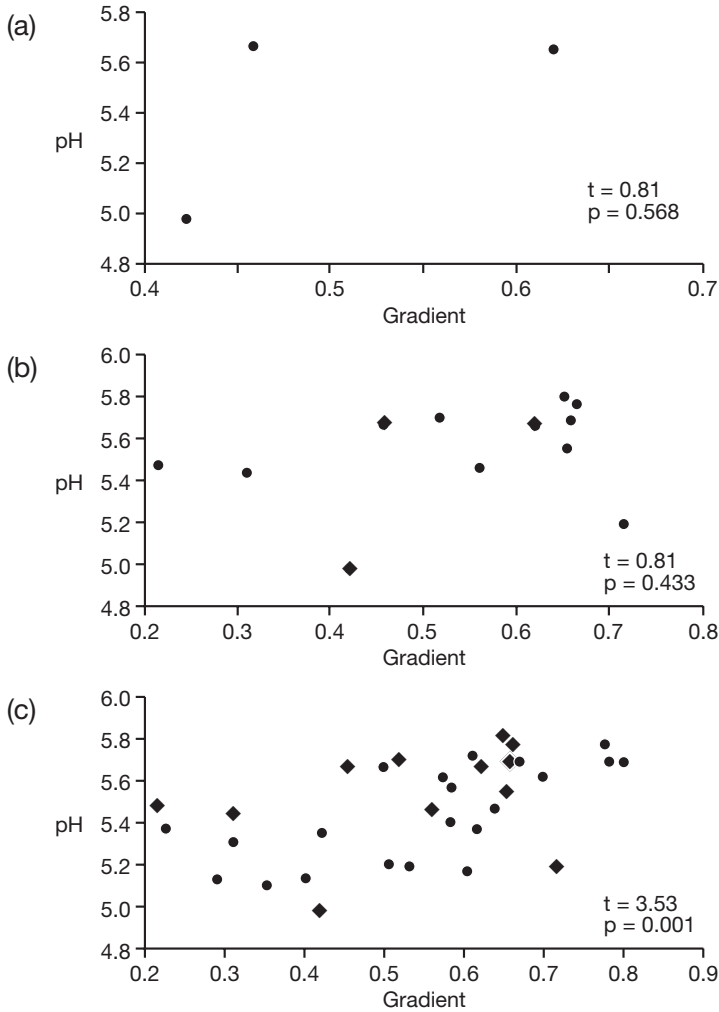 (a)
5.8
5.6
5.4
pH
5.2
5.0
4.8
t = 0.81
p = 0.568
0.4 0.5 0.6 0.7
Gradient
(b)
6.0
5.8
5.6
pH
5.4
5.2
5.0
4.8
t = 0.81
p = 0.433
0.2 0.3 0.4 0.5 0.6 0.7 0.8
Gradient
(c)
6.0
5.8
5.6
pH
5.4
5.2
5.0
4.8
t = 3.53
p = 0.001
0.2 0.3 0.4 0.5 0.6 0.7 0.8 0.9
Gradient